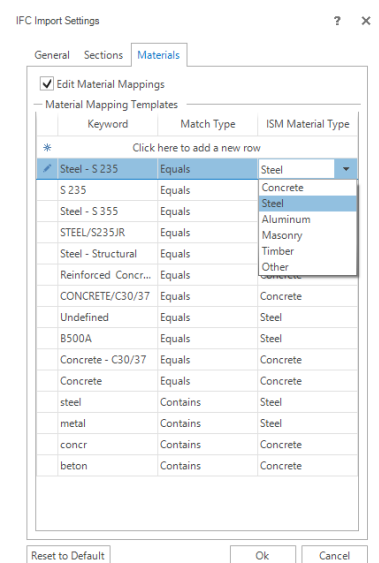 IFC Import Settings ? ×
General Sections Materials
Edit Material Mappings
Material Mapping Templates
Keyword Match Type ISM Material Type
Click here to add a new row
Steel - S 235 Equals Steel
S 235 Equals Concrete
Steel - S 355 Equals Steel
STEEL/S235JR Equals Aluminum
Masonry
Steel - Structural Equals Timber
Reinforced Concr... Equals Other
CONCRETE/C30/37 Equals Concrete
Undefined Equals Steel
B500A Equals Steel
Concrete - C30/37 Equals Concrete
Concrete Equals Concrete
steel Contains Steel
metal Contains Steel
concr Contains Concrete
beton Contains Concrete
Reset to Default Ok Cancel